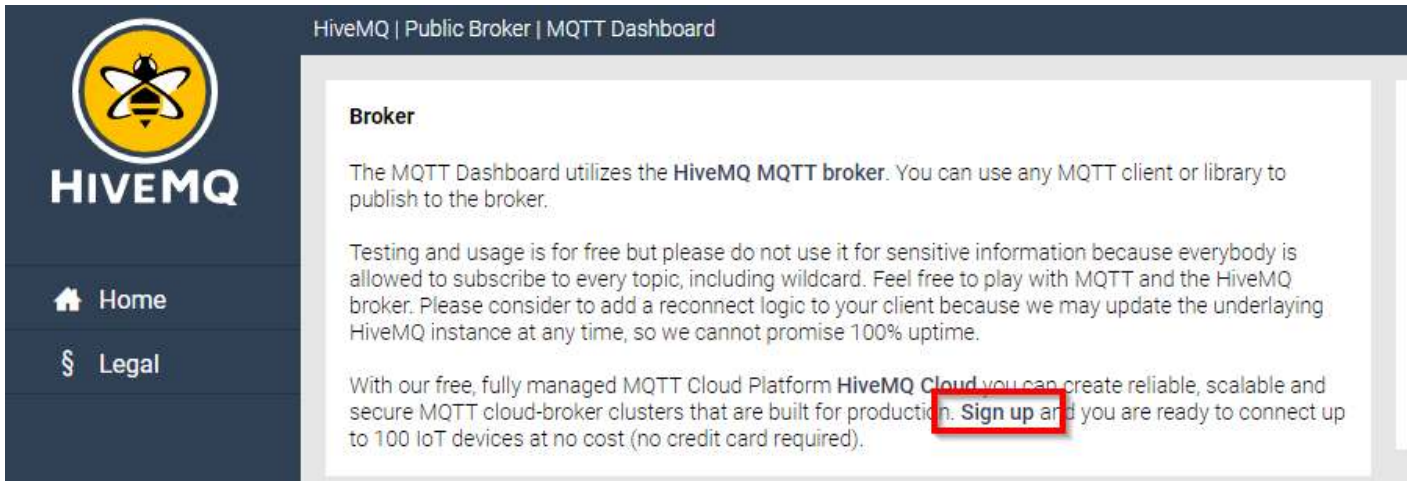 HiveMQ | Public Broker | MQTT Dashboard
HIVEMQ
Home
§ Legal
Broker
The MQTT Dashboard utilizes the HiveMQ MQTT broker. You can use any MQTT client or library to
publish to the broker.
Testing and usage is for free but please do not use it for sensitive information because everybody is
allowed to subscribe to every topic, including wildcard. Feel free to play with MQTT and the HiveMQ
broker. Please consider to add a reconnect logic to your client because we may update the underlaying
HiveMQ instance at any time, so we cannot promise 100% uptime.
With our free, fully managed MQTT Cloud Platform HiveMQ Cloud you can create reliable, scalable and
secure MQTT cloud-broker clusters that are built for production. Sign up and you are ready to connect up
to 100 IoT devices at no cost (no credit card required).